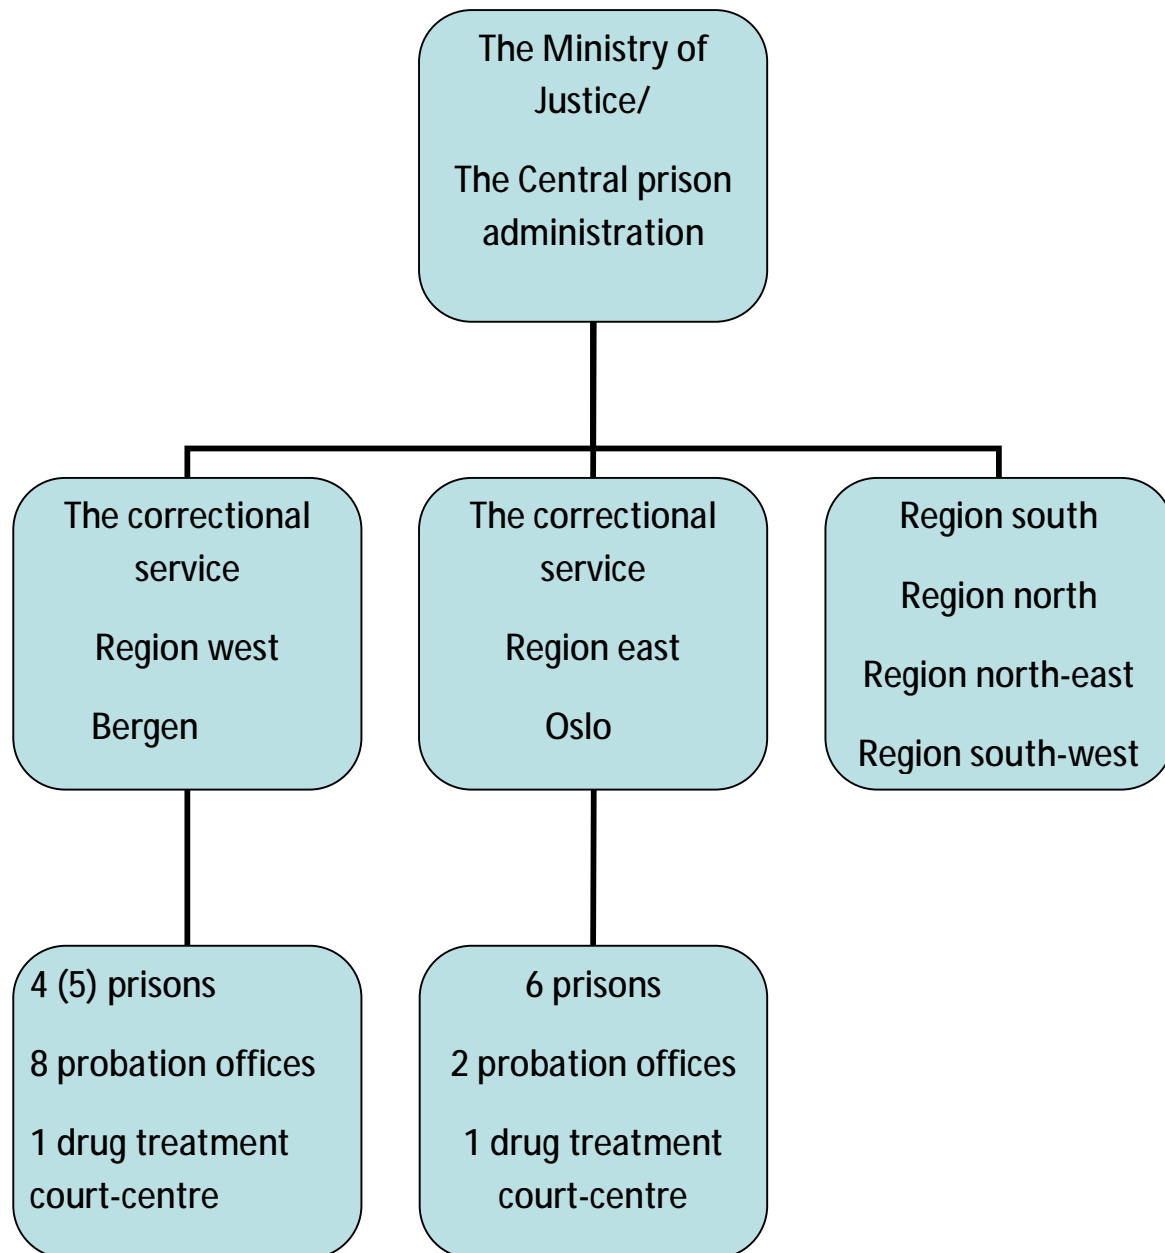 The Ministry of
Justice/
The Central prison
administration
The correctional
service
Region west
Bergen
The correctional
service
Region east
Oslo
Region south
Region north
Region north-east
Region south-west
4 (5) prisons
8 probation offices
1 drug treatment
court-centre
6 prisons
2 probation offices
1 drug treatment
court-centre